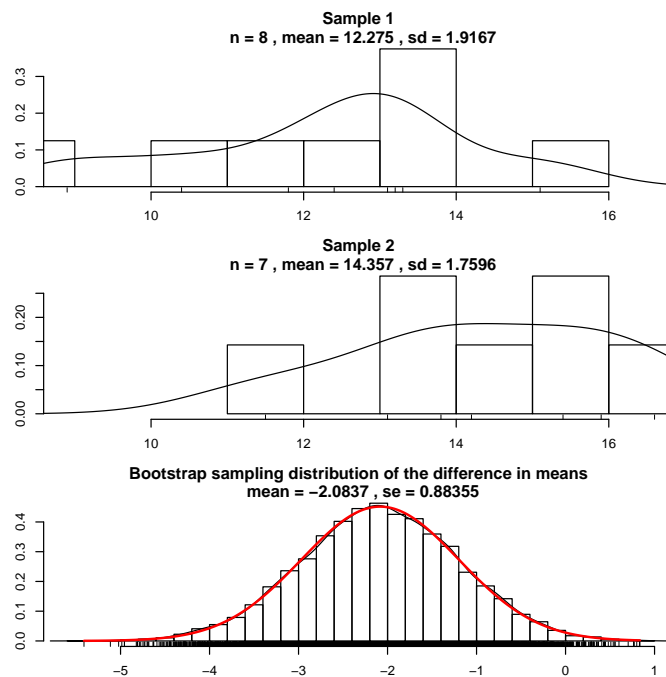 Sample 1
n = 8 , mean = 12.275 , sd = 1.9167
0.3
0.2
0.1
0.0
10 12 14 16
Sample 2
n = 7 , mean = 14.357 , sd = 1.7596
0.20
0.10
0.00
10 12 14 16
Bootstrap sampling distribution of the difference in means
mean = −2.0837 , se = 0.88355
0.4
0.3
0.2
0.1
0.0
−5 −4 −3 −2 −1 0 1